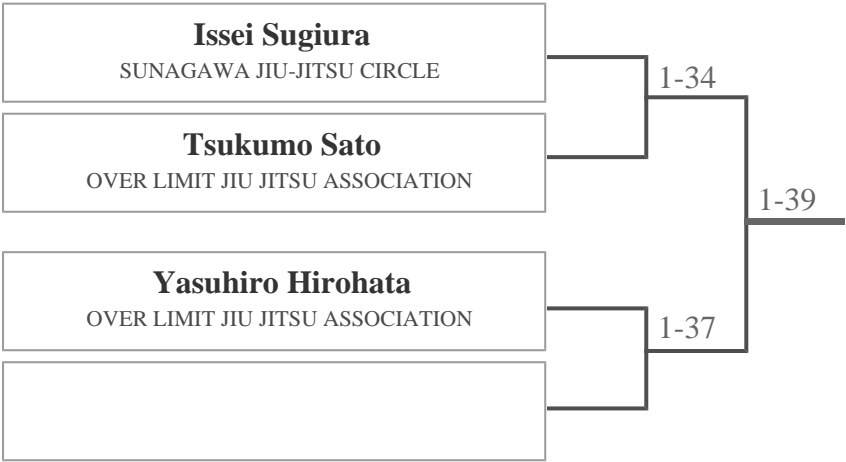 Issei Sugiura
SUNAGAWA JIU-JITSU CIRCLE
1-34
Tsukumo Sato
OVER LIMIT JIU JITSU ASSOCIATION
1-39
Yasuhiro Hirohata
OVER LIMIT JIU JITSU ASSOCIATION
1-37